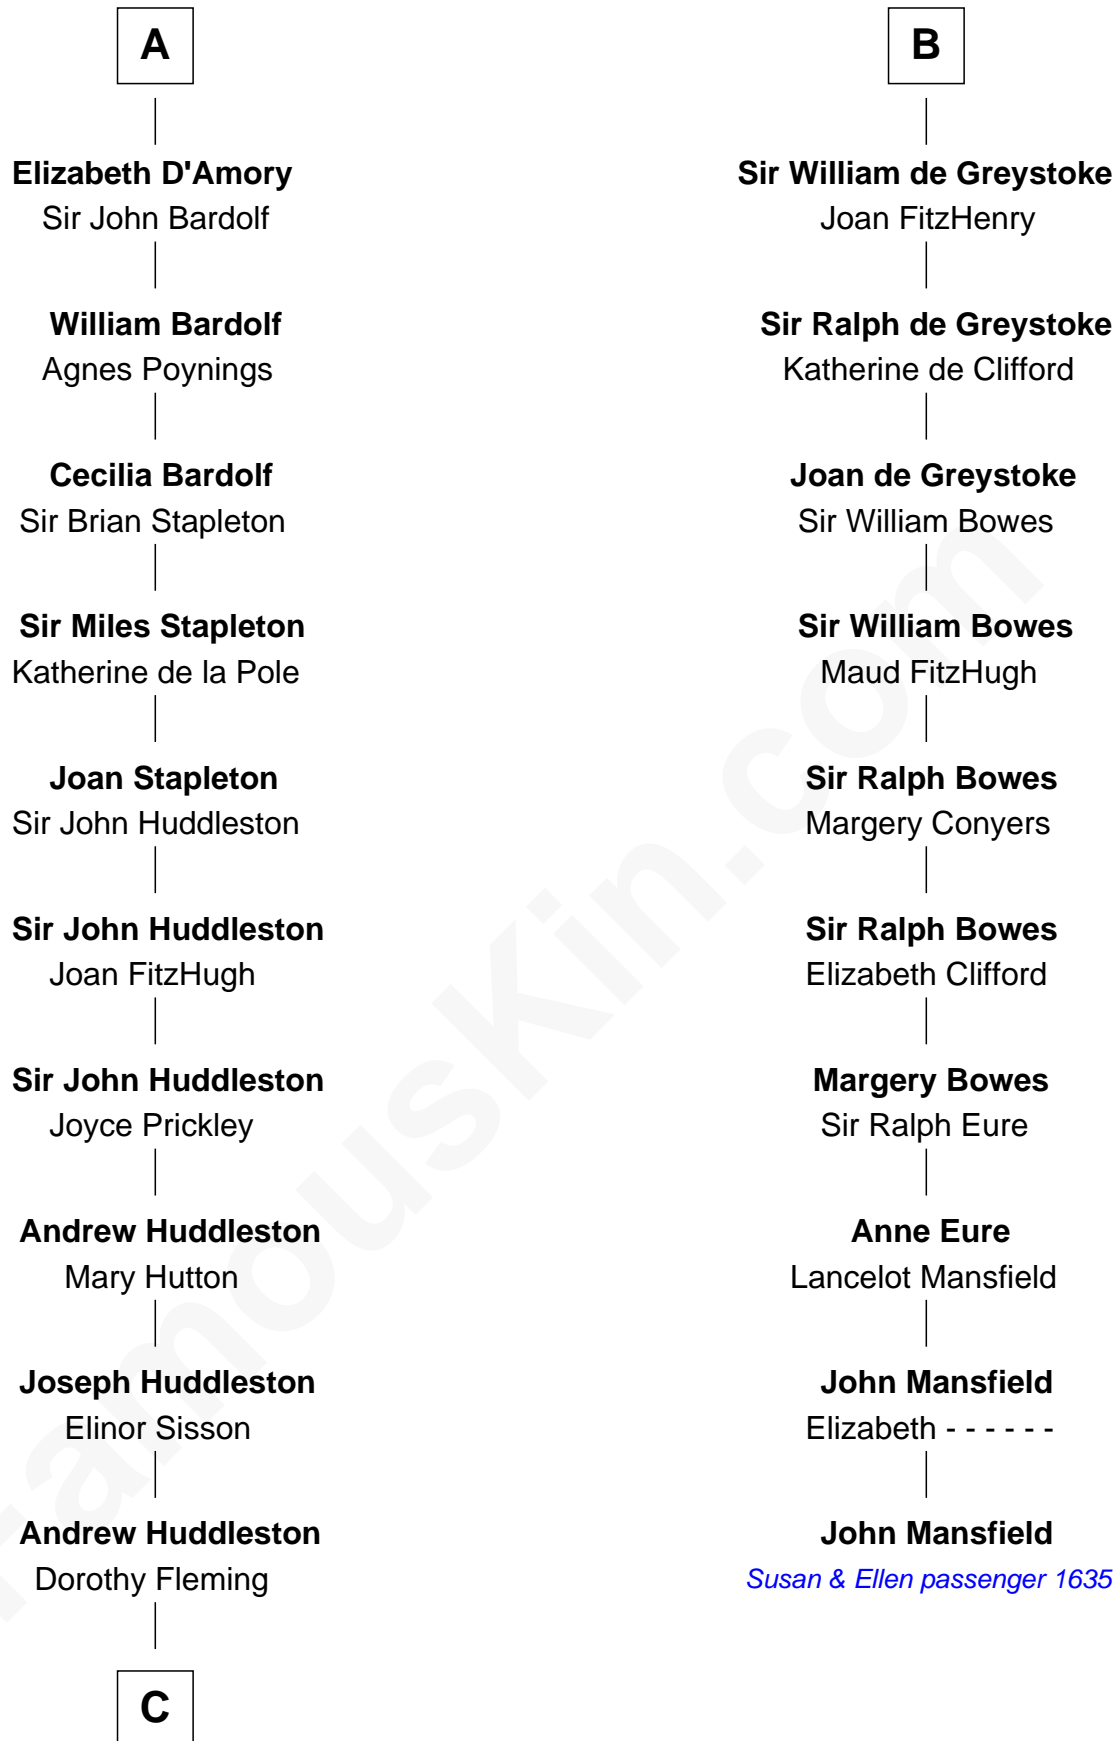 A
Elizabeth D'Amory
Sir John Bardolf
William Bardolf
Agnes Poynings
Cecilia Bardolf
Sir Brian Stapleton
Sir Miles Stapleton
Katherine de la Pole
Joan Stapleton
Sir John Huddleston
Sir John Huddleston
Joan FitzHugh
Sir John Huddleston
Joyce Prickley
Andrew Huddleston
Mary Hutton
Joseph Huddleston
Elinor Sisson
Andrew Huddleston
Dorothy Fleming
C
B
Sir William de Greystoke
Joan FitzHenry
Sir Ralph de Greystoke
Katherine de Clifford
Joan de Greystoke
Sir William Bowes
Sir William Bowes
Maud FitzHugh
Sir Ralph Bowes
Margery Conyers
Sir Ralph Bowes
Elizabeth Clifford
Margery Bowes
Sir Ralph Eure
Anne Eure
Lancelot Mansfield
John Mansfield
Elizabeth - - - - - -
John Mansfield
Susan & Ellen passenger 1635
FamousKin.com